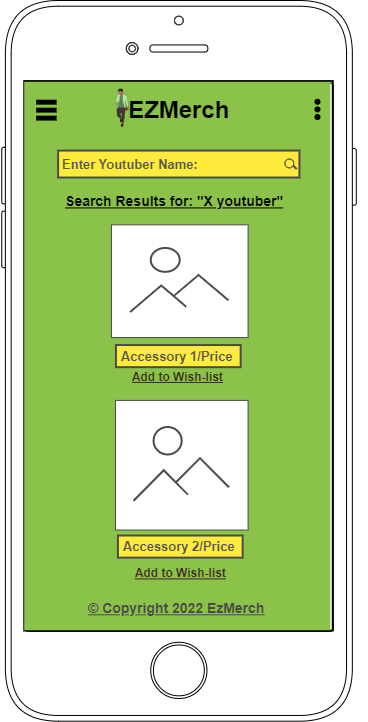 EZMerch
Enter Youtuber Name:
Search Results for: "X youtuber"
Accessory 1/Price
Add to Wish-list
Accessory 2/Price
Add to Wish-list
© Copyright 2022 EzMerch